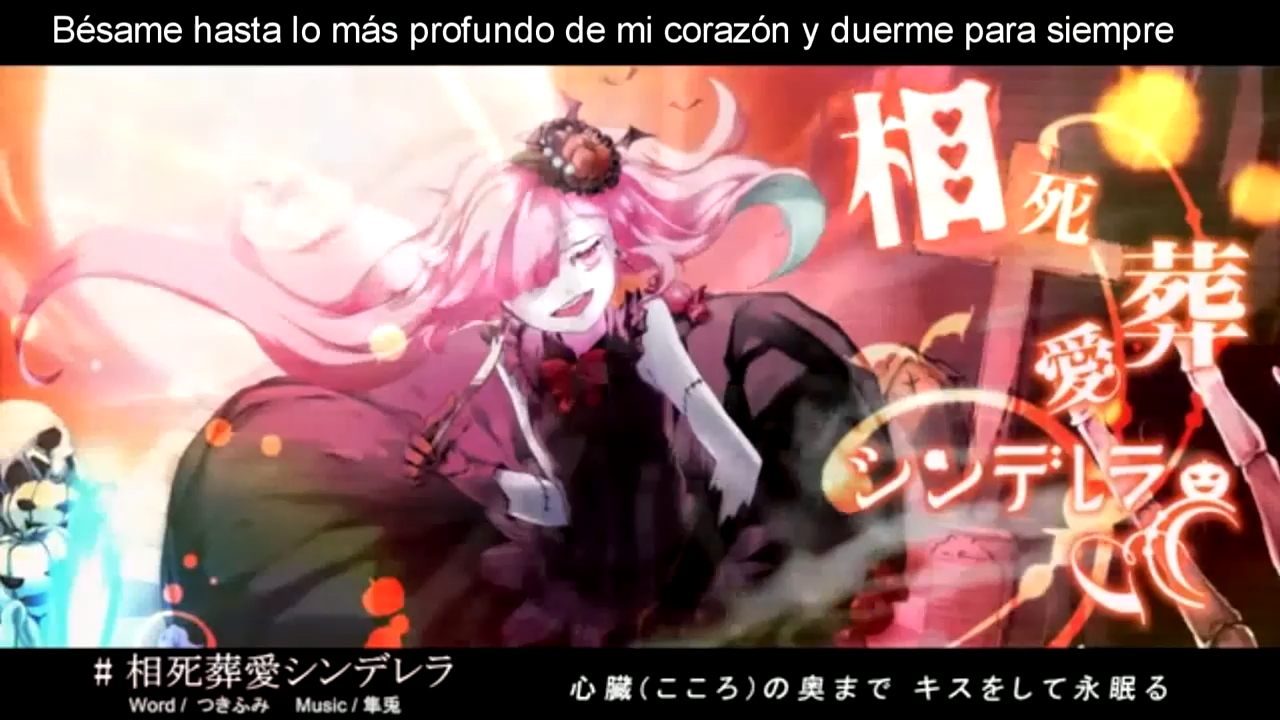 Bésame hasta lo más profundo de mi corazón y duerme para siempre
相死葬愛シンデレラ
# 相死葬愛シンデレラ
Word / つきふみ Music / 隼兎
心臓(こころ)の奥まで キスをして永眠る